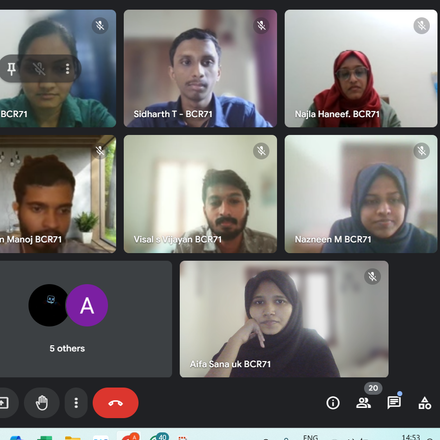 BCR71
Sidharth T - BCR71
Najla Haneef. BCR71
n Manoj BCR71
Visal s vijayan BCR71
Nazneen M BCR71
A
5 others
Aifa Sana uk BCR71
20
ENG
14:53